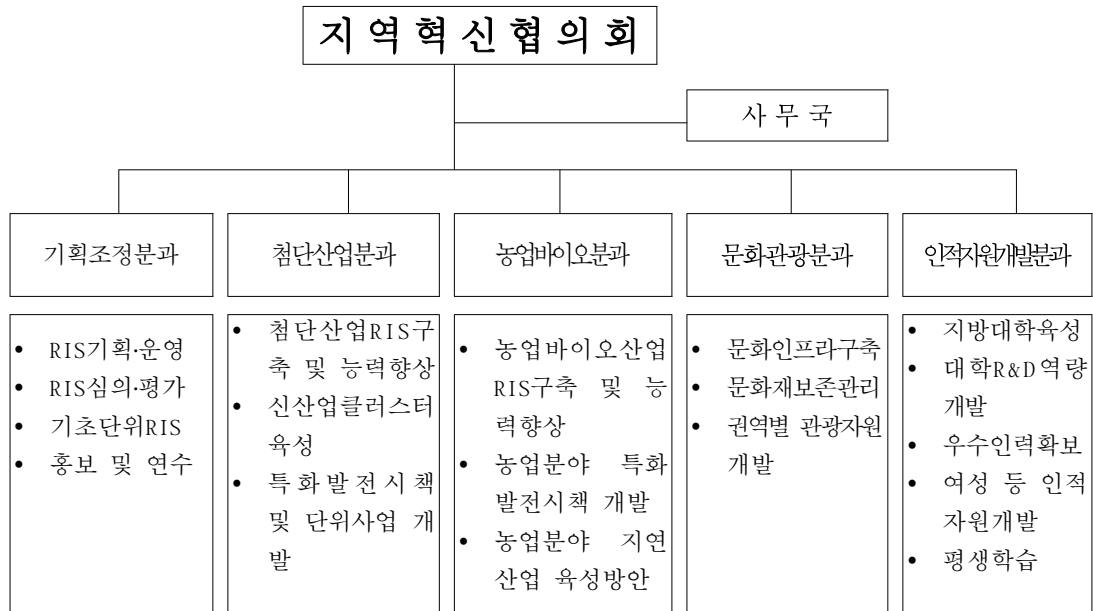 지역혁신협의회
사 무 국
기획조정분과
첨단산업분과
농업바이오분과
문화관광분과
인적자원개발분과
• RIS기획·운영
• RIS심의·평가
• 기초단위RIS
• 홍보 및 연수
• 첨단산업RIS구
축 및 능력향상
• 신산업클러스터
육성
• 특화발전시책
및 단위사업 개
발
• 농업바이오산업
RIS구축 및 능
력향상
• 농업분야 특화
발전시책 개발
• 농업분야 지연
산업 육성방안
• 문화인프라구축
• 문화재보존관리
• 권역별 관광자원
개발
• 지방대학육성
• 대학R&D역량
개발
• 우수인력확보
• 여성 등 인적
자원개발
• 평생학습